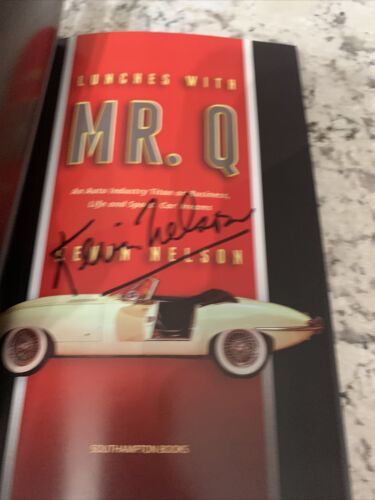 LUNCHES WITH
MR. Q
An Auto Industry Titan on Business,
Life and Sports Car Dreams
Kevin Nelson
KEVIN NELSON
SOUTHAMPTON BOOKS